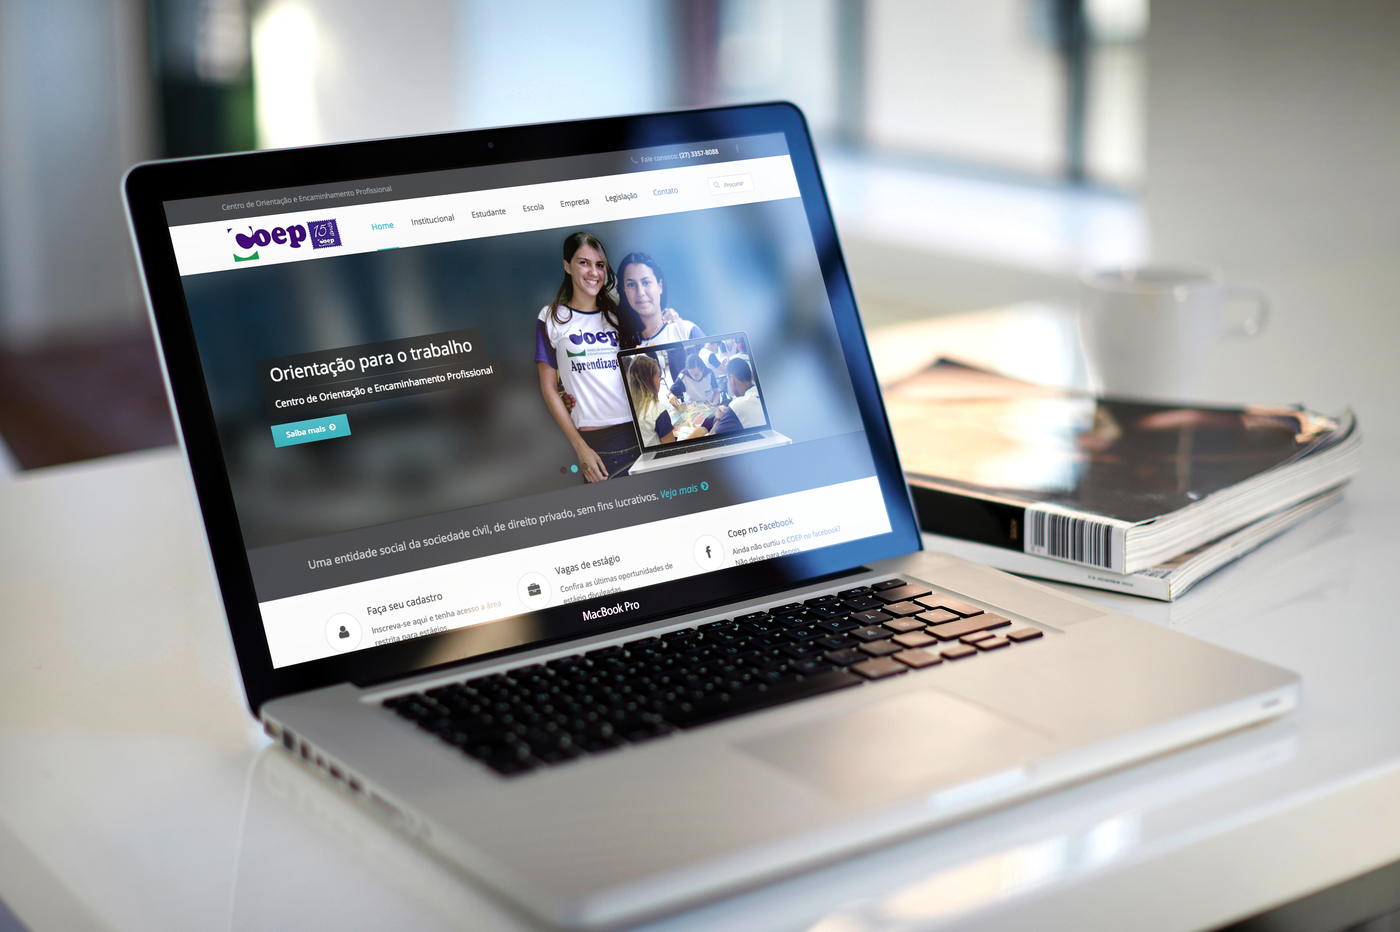 Fale conosco: (27) 3357-8088
Centro de Orientação e Encaminhamento Profissional
Coep
15 anos
Coep
Home Institucional Estudante Escola Empresa Legislação Contato
Procurar
Coep
Aprendizage
Orientação para o trabalho
Centro de Orientação e Encaminhamento Profissional
Saiba mais
Uma entidade social da sociedade civil, de direito privado, sem fins lucrativos. Veja mais
Faça seu cadastro
Inscreva-se aqui e tenha acesso a área
restrita para estágios
Vagas de estágio
Confira as últimas oportunidades de
estágio divulgadas
Coep no Facebook
Ainda não curtiu o COEP no facebook?
Não deixe para depois
MacBook Pro